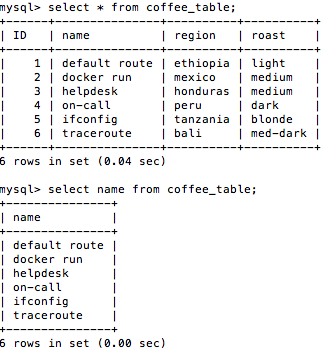 mysql> select * from coffee_table;
+----+---------------+----------+----------+
| ID | name          | region   | roast    |
+----+---------------+----------+----------+
|  1 | default route | ethiopia | light    |
|  2 | docker run    | mexico   | medium   |
|  3 | helpdesk      | honduras | medium   |
|  4 | on-call       | peru     | dark     |
|  5 | ifconfig      | tanzania | blonde   |
|  6 | traceroute    | bali     | med-dark |
+----+---------------+----------+----------+
6 rows in set (0.04 sec)

mysql> select name from coffee_table;
+---------------+
| name          |
+---------------+
| default route |
| docker run    |
| helpdesk      |
| on-call       |
| ifconfig      |
| traceroute    |
+---------------+
6 rows in set (0.00 sec)